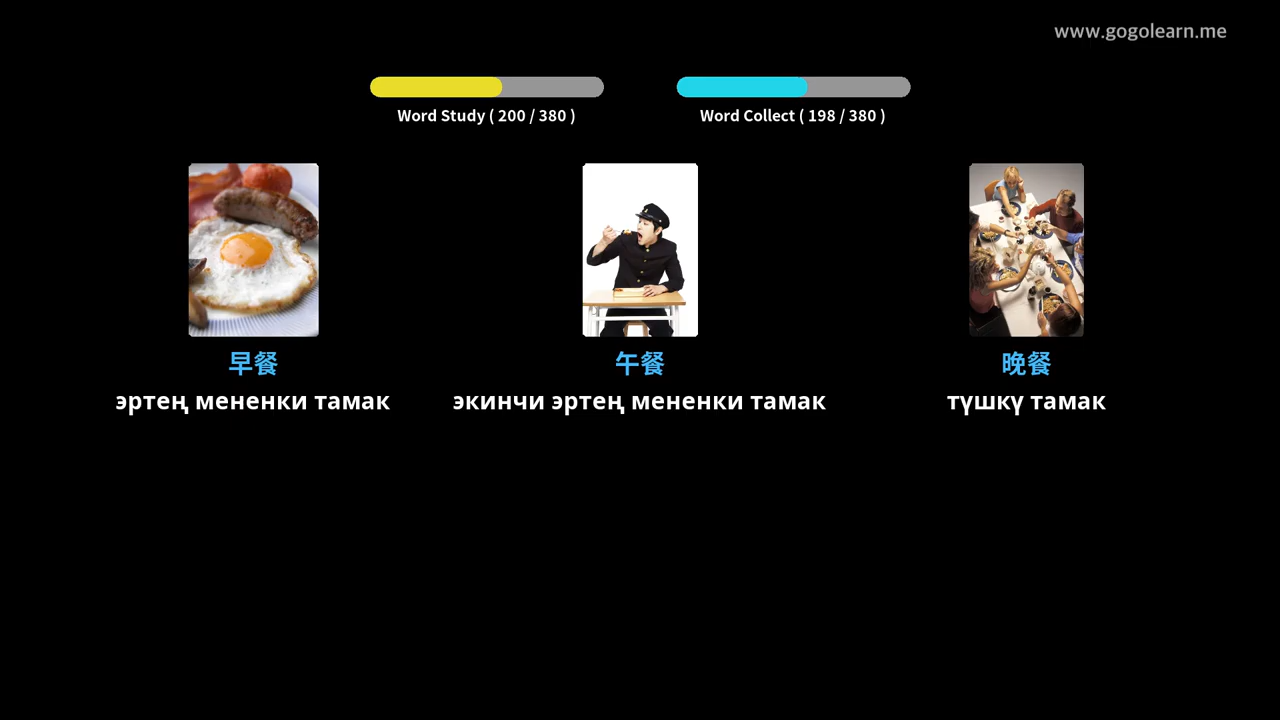 www.gogolearn.me
Word Study ( 200 / 380 )
Word Collect ( 198 / 380 )
早餐
午餐
晚餐
эртең мененки тамак
экинчи эртең мененки тамак
түшкү тамак